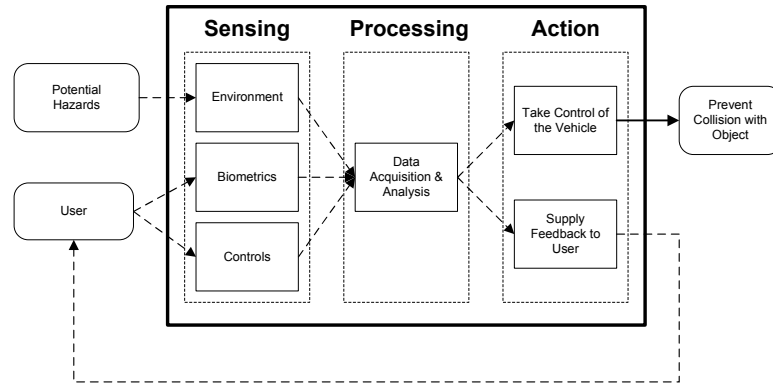 Sensing
Processing
Action
Potential
Hazards
Environment
Take Control of
the Vehicle
Prevent
Collision with
Object
User
Biometrics
Data
Acquisition &
Analysis
Controls
Supply
Feedback to
User